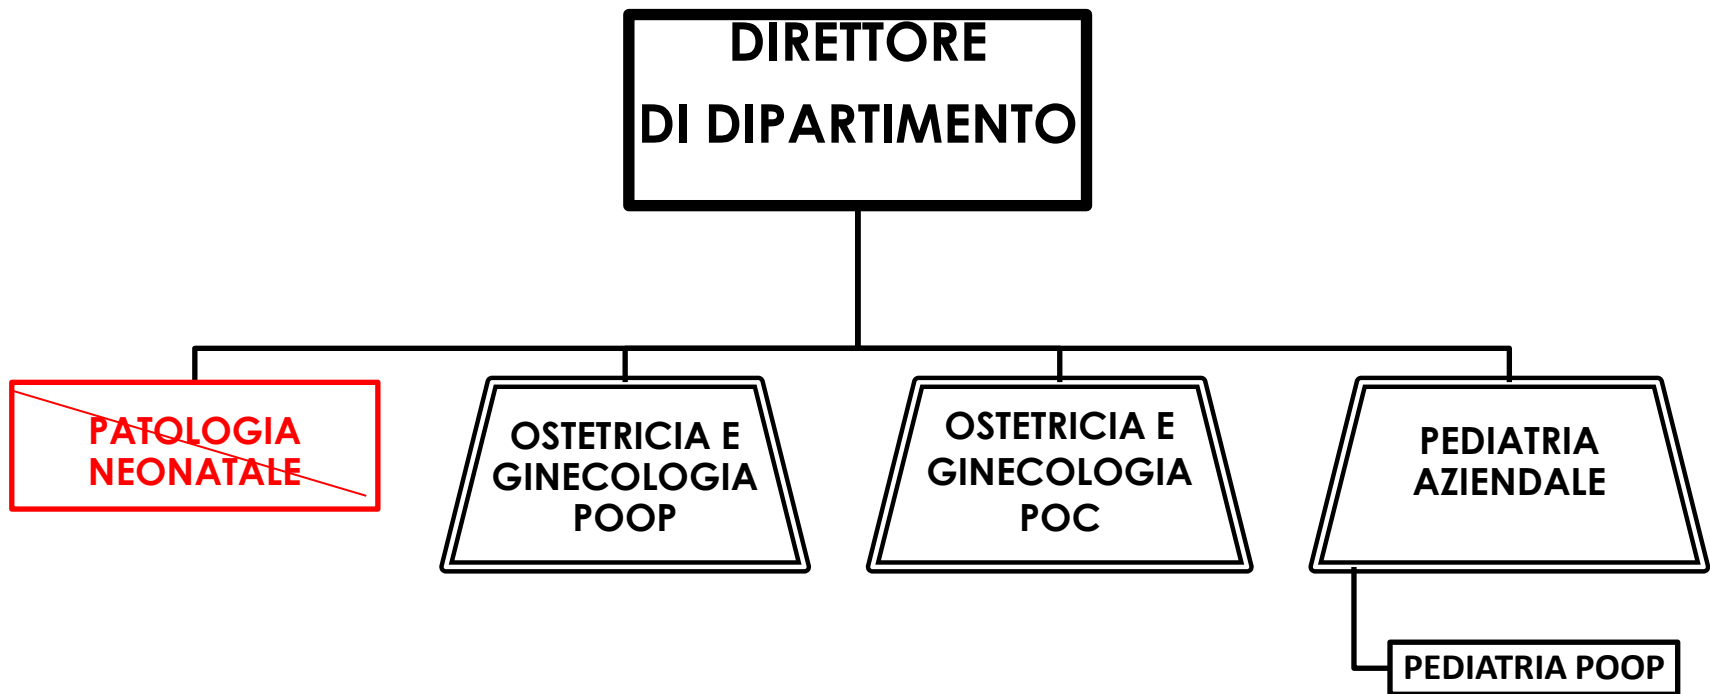 DIRETTORE
DI DIPARTIMENTO
PATOLOGIA
NEONATALE
OSTETRICIA E
GINECOLOGIA
POOP
OSTETRICIA E
GINECOLOGIA
POC
PEDIATRIA
AZIENDALE
PEDIATRIA POOP